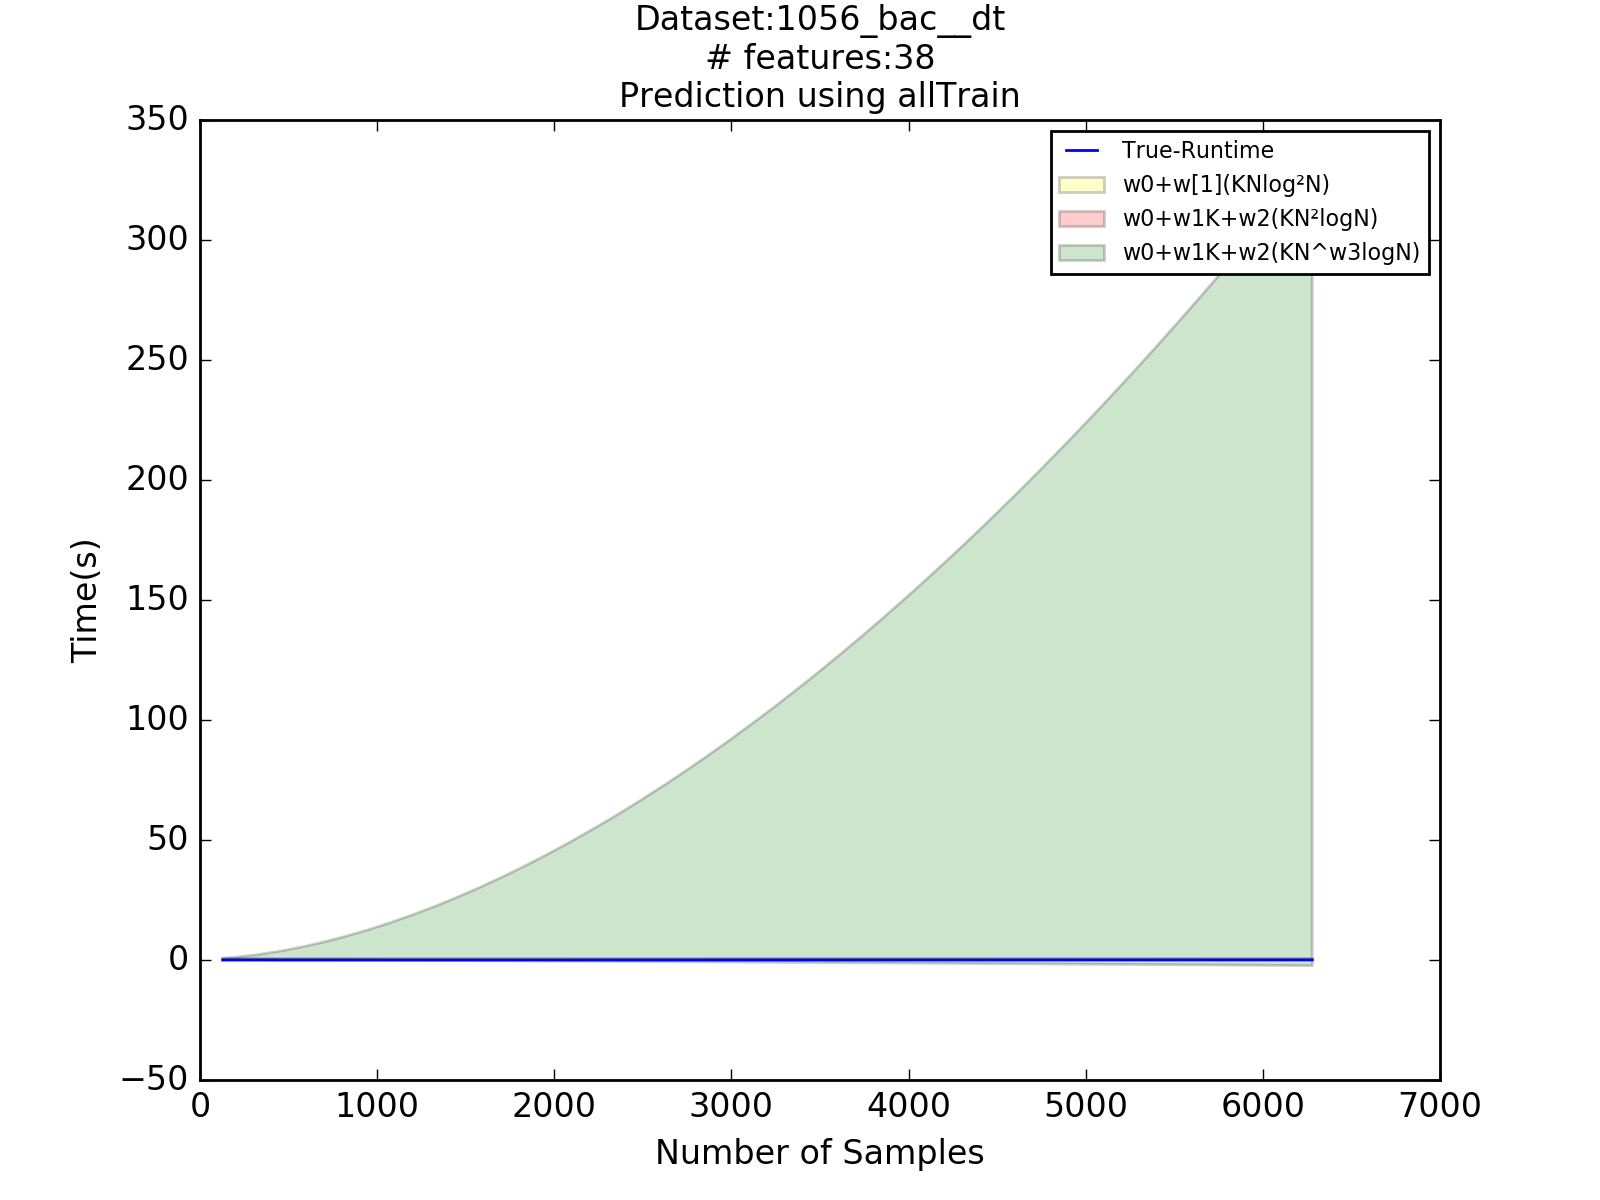 Dataset:1056_bac__dt
# features:38
Prediction using allTrain
350
300
250
200
150
100
50
0
−50
Time(s)
True-Runtime
w0+w[1](KNlog²N)
w0+w1K+w2(KN²logN)
w0+w1K+w2(KN^w3logN)
0 1000 2000 3000 4000 5000 6000 7000
Number of Samples